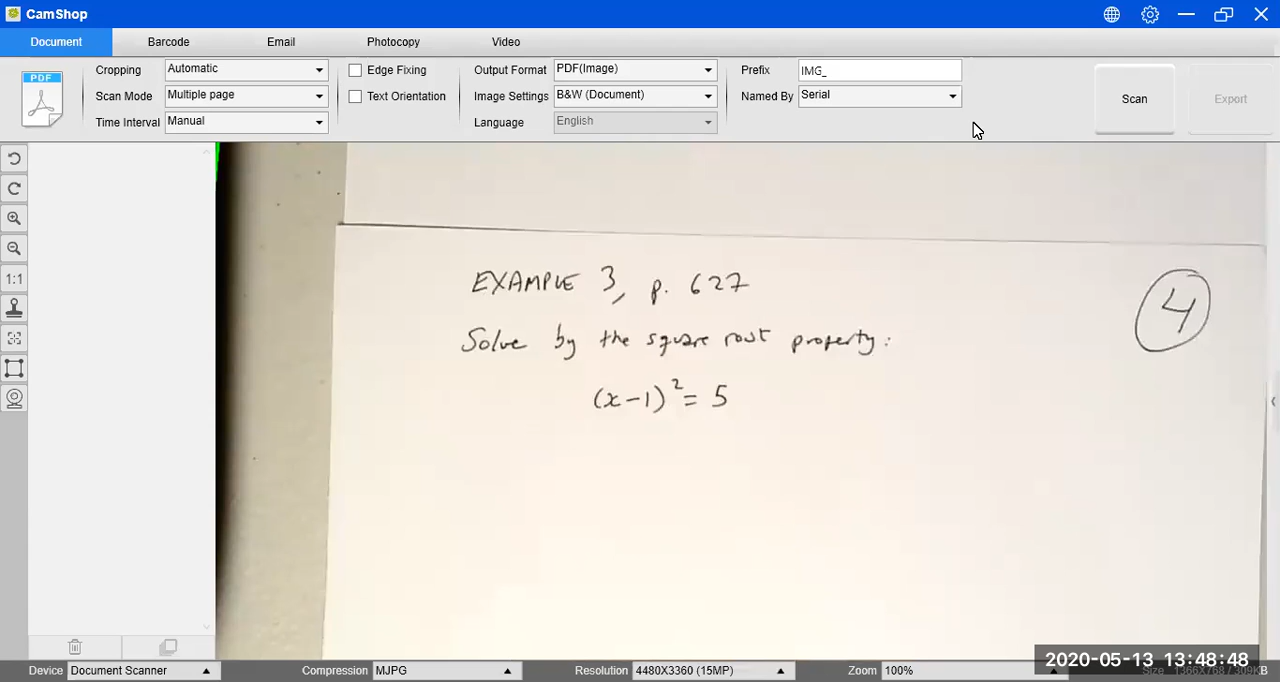 CamShop
Document Barcode Email Photocopy Video
PDF
Cropping Automatic Edge Fixing Output Format PDF(Image) Prefix IMG_
Scan Mode Multiple page Text Orientation Image Settings B&W (Document) Named By Serial Scan Export
Time Interval Manual Language English
1:1
EXAMPLE 3, p. 627
4
Solve by the square root property:
(x-1)² = 5
2020-05-13 13:48:48
Device Document Scanner Compression MJPG Resolution 4480X3360 (15MP) Zoom 100% Size 1366X768 / 309KB